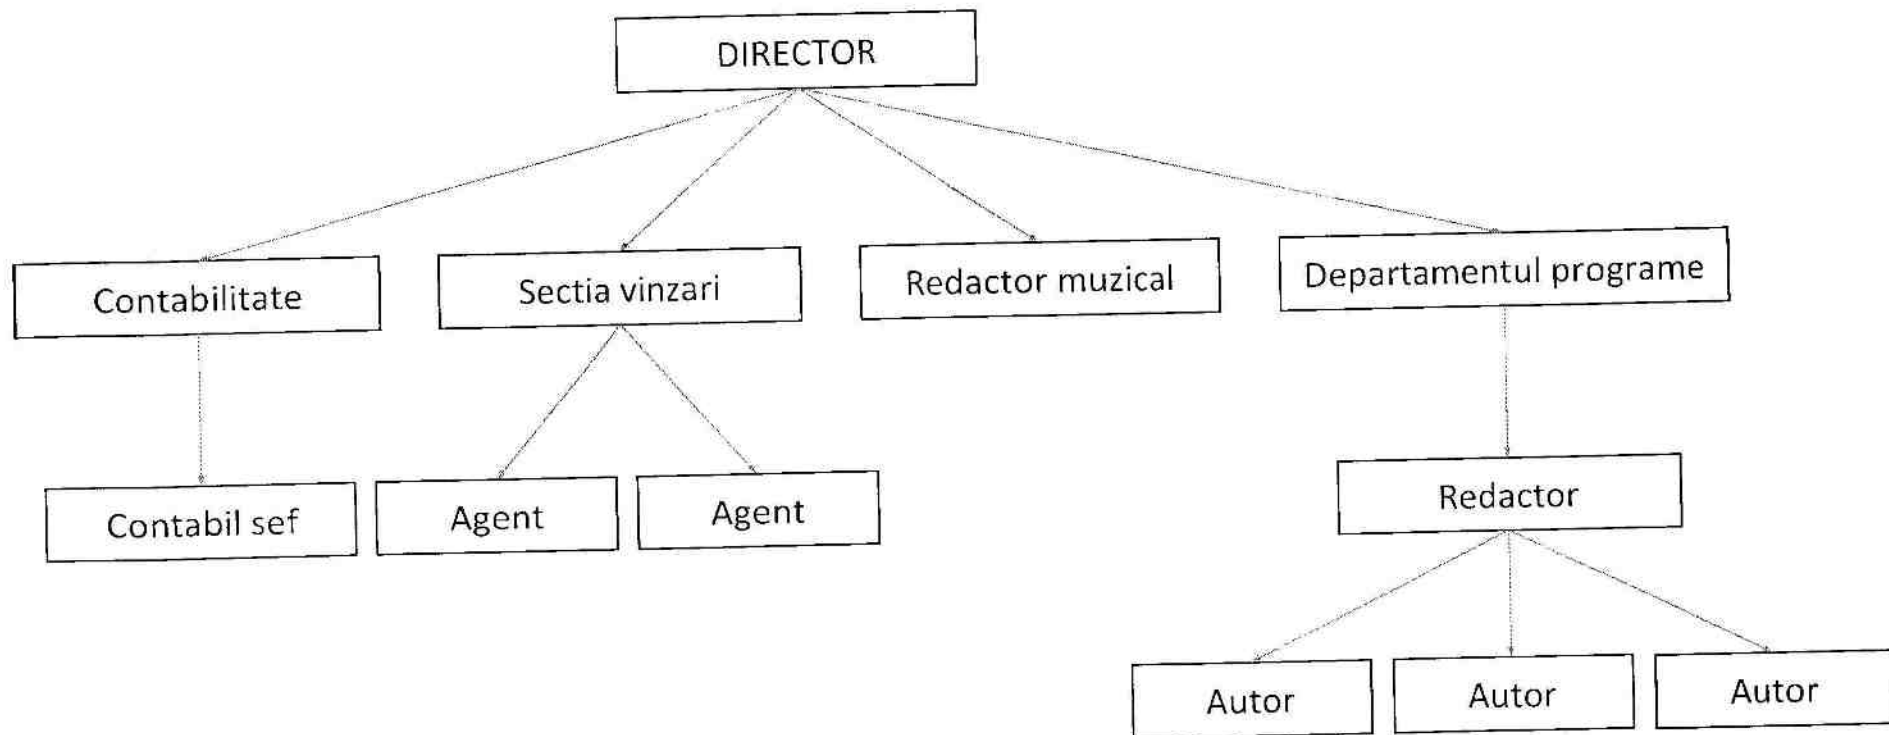 DIRECTOR
Contabilitate
Sectia vinzari
Redactor muzical
Departamentul programe
Contabil sef
Agent
Agent
Redactor
Autor
Autor
Autor